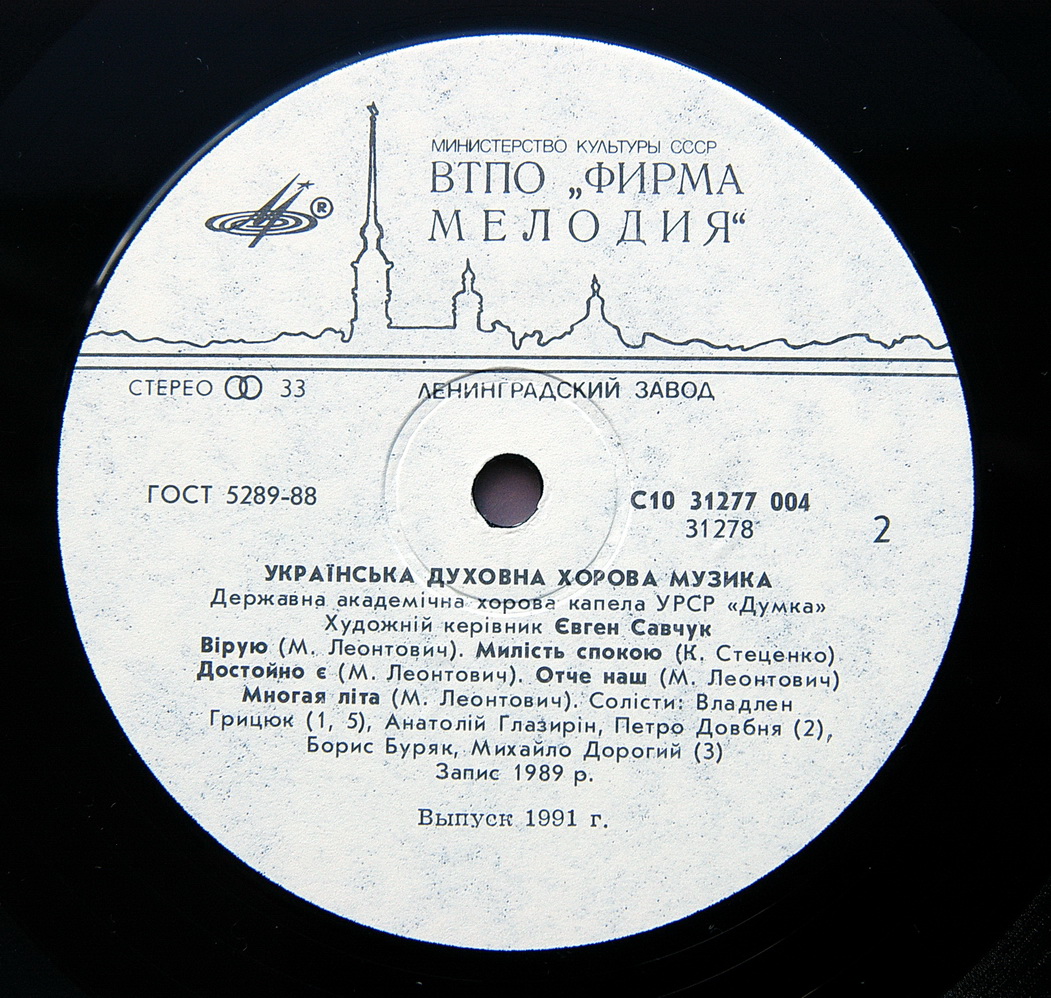 МИНИСТЕРСТВО КУЛЬТУРЫ СССР
ВТПО „ФИРМА
МЕЛОДИЯ“
®
СТЕРЕО 33
ЛЕНИНГРАДСКИЙ ЗАВОД
ГОСТ 5289-88
С10 31277 004
31278
2
УКРАЇНСЬКА ДУХОВНА ХОРОВА МУЗИКА
Державна академічна хорова капела УРСР «Думка»
Художній керівник Євген Савчук
Вірую (М. Леонтович). Милість спокою (К. Стеценко).
Достойно є (М. Леонтович). Отче наш (М. Леонтович)
Многая літа (М. Леонтович). Солісти: Владлен
Грицюк (1, 5), Анатолій Глазирін, Петро Довбня (2),
Борис Буряк, Михайло Дорогий (3)
Запис 1989 р.
Выпуск 1991 г.